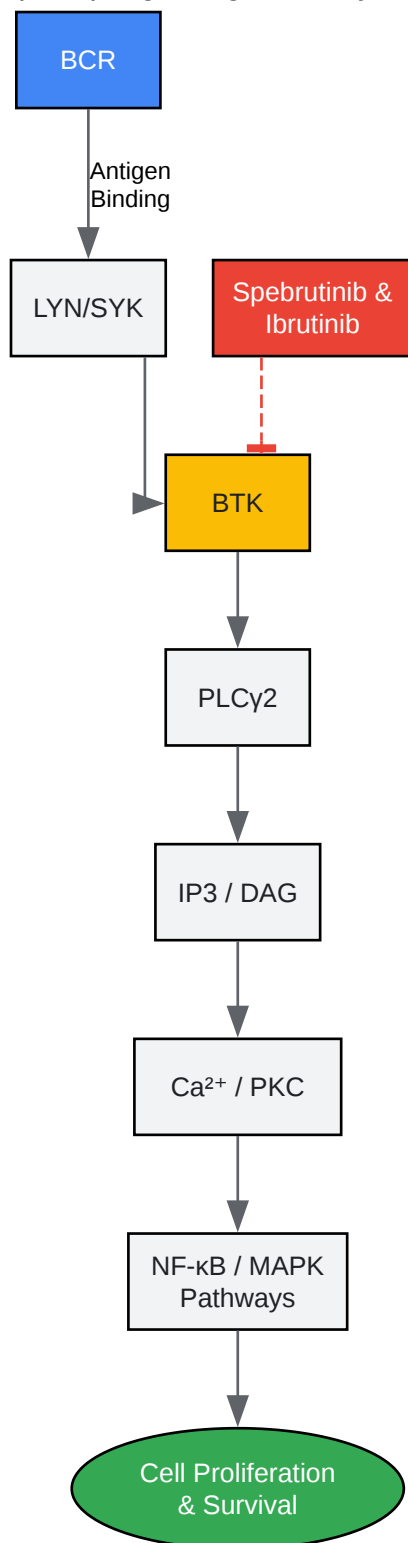 BCR
Antigen
Binding
LYN/SYK
Spebrutinib &
Ibrutinib
BTK
PLCγ2
IP3 / DAG
Ca²⁺ / PKC
NF-κB / MAPK
Pathways
Cell Proliferation
& Survival